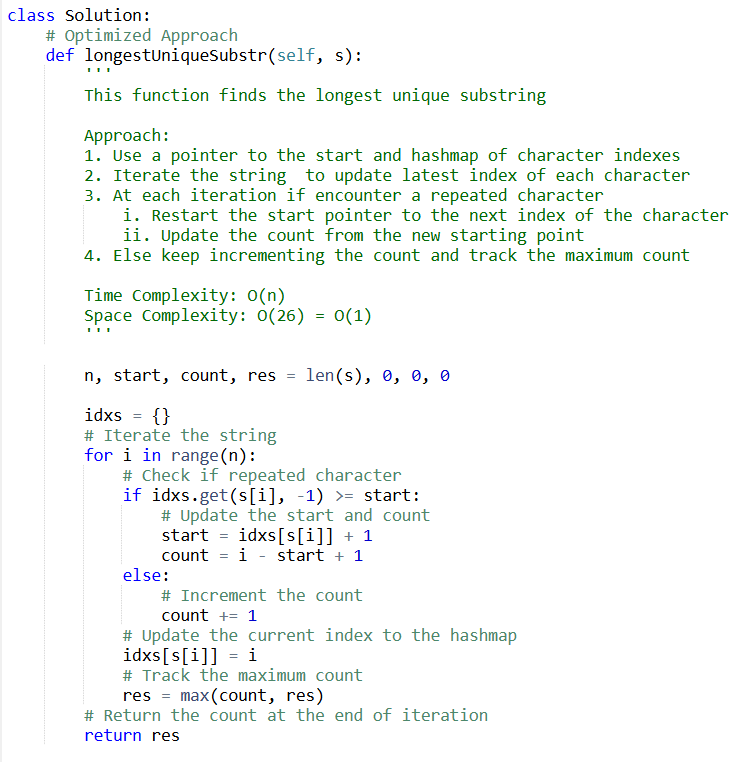 class Solution:
    # Optimized Approach
    def longestUniqueSubstr(self, s):
        '''
        This function finds the longest unique substring

        Approach:
        1. Use a pointer to the start and hashmap of character indexes
        2. Iterate the string  to update latest index of each character
        3. At each iteration if encounter a repeated character
            i. Restart the start pointer to the next index of the character
            ii. Update the count from the new starting point
        4. Else keep incrementing the count and track the maximum count

        Time Complexity: O(n)
        Space Complexity: O(26) = O(1)
        '''

        n, start, count, res = len(s), 0, 0, 0

        idxs = {}
        # Iterate the string
        for i in range(n):
            # Check if repeated character
            if idxs.get(s[i], -1) >= start:
                # Update the start and count
                start = idxs[s[i]] + 1
                count = i - start + 1
            else:
                # Increment the count
                count += 1
            # Update the current index to the hashmap
            idxs[s[i]] = i
            # Track the maximum count
            res = max(count, res)
        # Return the count at the end of iteration
        return res